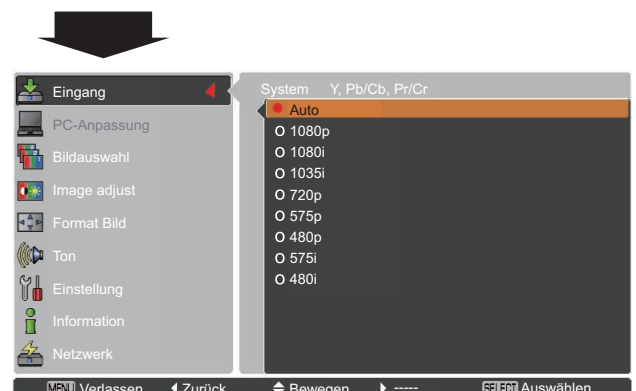 Eingang
PC-Anpassung
Bildauswahl
Image adjust
Format Bild
Ton
Einstellung
Information
Netzwerk
System Y, Pb/Cb, Pr/Cr
Auto
1080p
1080i
1035i
720p
575p
480p
575i
480i
MENU Verlassen Zurück Bewegen ----- SELECT Auswählen